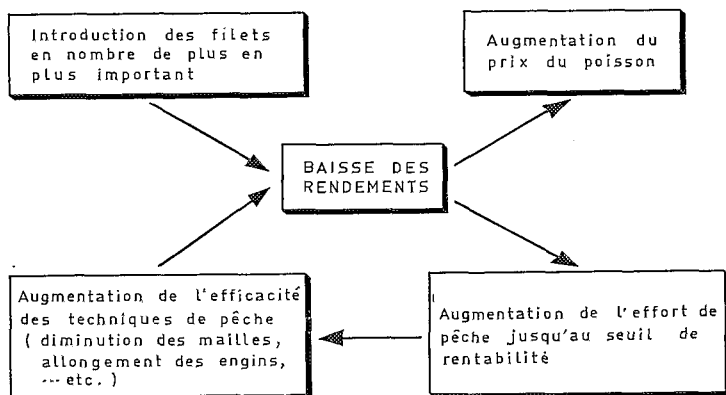 Introduction des filets
en nombre de plus en
plus important
Augmentation du
prix du poisson
BAISSE DES
RENDEMENTS
Augmentation de l'efficacité
des techniques de pêche
( diminution des mailles,
allongement des engins,
--- etc. )
Augmentation de l'effort de
pêche jusqu'au seuil de
rentabilité